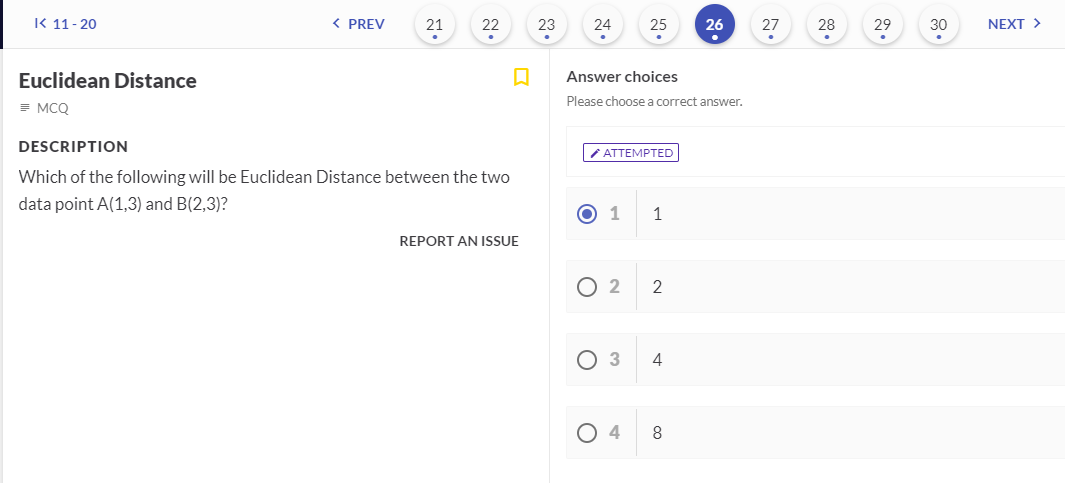 11 - 20
PREV
21
22
23
24
25
26
27
28
29
30
NEXT
Euclidean Distance
MCQ
DESCRIPTION
Which of the following will be Euclidean Distance between the two
data point A(1,3) and B(2,3)?
REPORT AN ISSUE
Answer choices
Please choose a correct answer.
ATTEMPTED
1 1
2 2
3 4
4 8